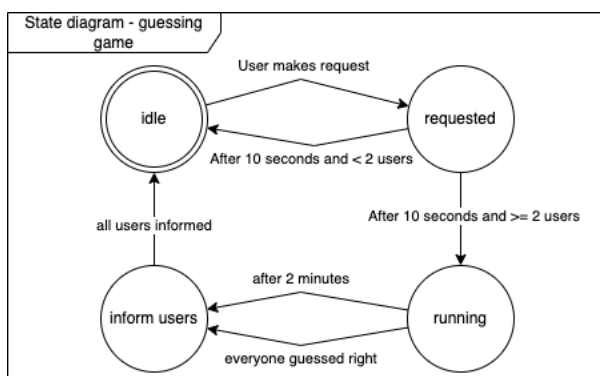 State diagram - guessing
game
User makes request
idle
requested
After 10 seconds and < 2 users
After 10 seconds and >= 2 users
all users informed
after 2 minutes
inform users
running
everyone guessed right